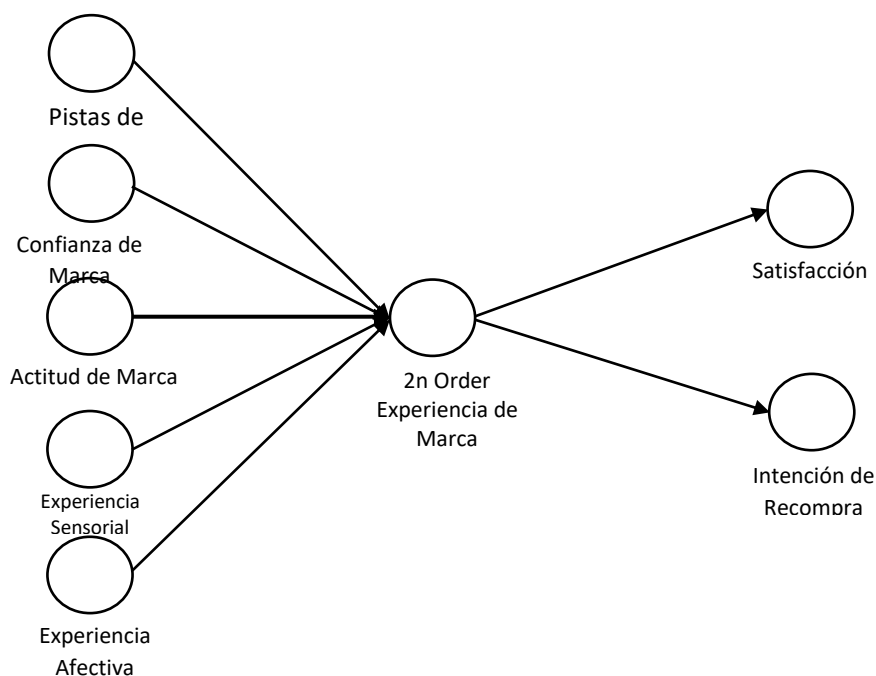 Pistas de
Confianza de
Marca
Actitud de Marca
Experiencia
Sensorial
Experiencia
Afectiva
2n Order
Experiencia de
Marca
Satisfacción
Intención de
Recompra